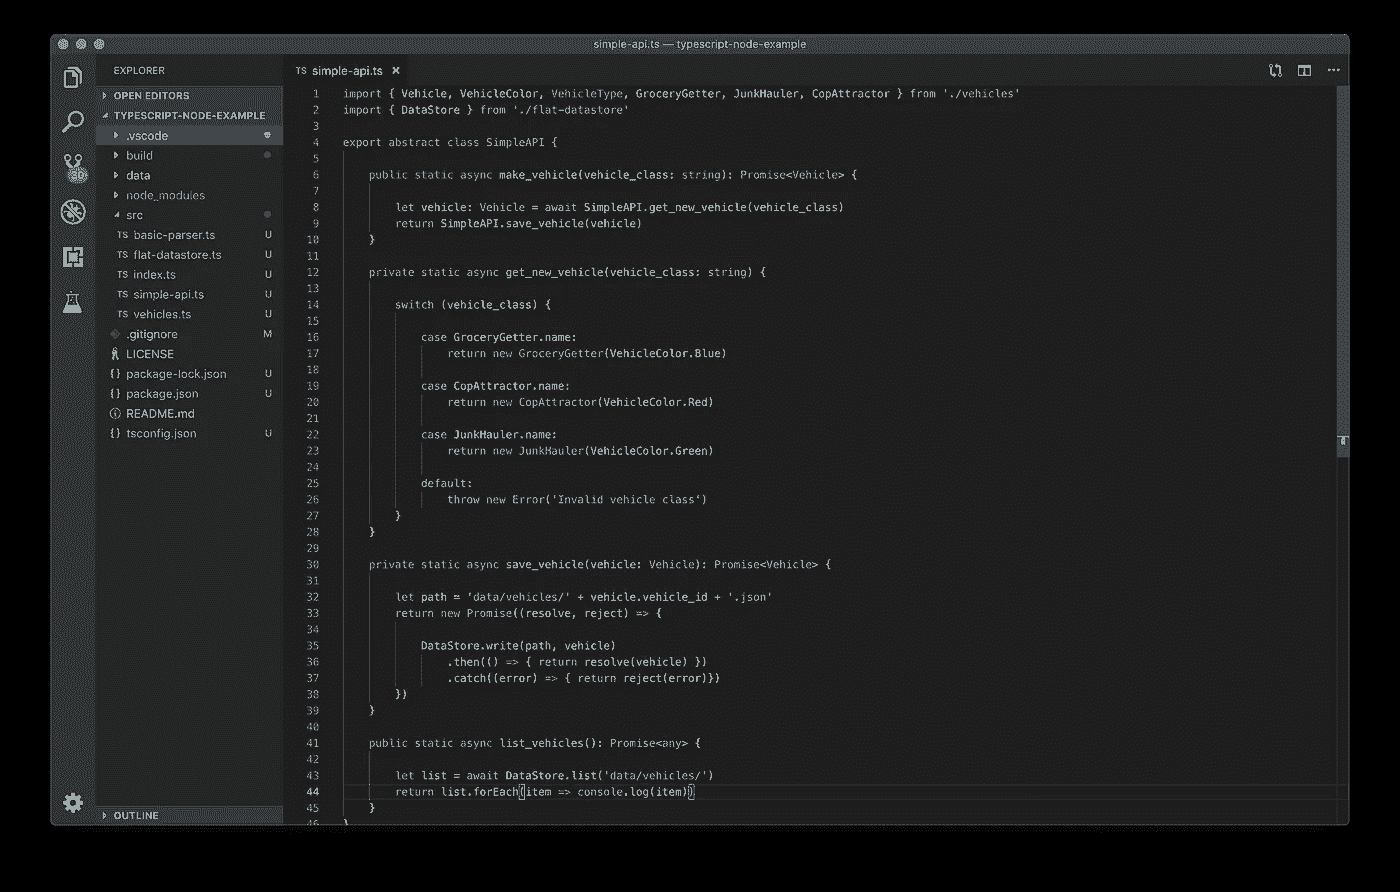 simple-api.ts — typescript-node-example
EXPLORER
OPEN EDITORS
TYPESCRIPT-NODE-EXAMPLE
.vscode
build
data
node_modules
src
TS basic-parser.ts U
TS flat-datastore.ts U
TS index.ts U
TS simple-api.ts U
TS vehicles.ts U
.gitignore M
LICENSE
{} package-lock.json U
{} package.json U
README.md
{} tsconfig.json U
OUTLINE
30
TS simple-api.ts ×
1 import { Vehicle, VehicleColor, VehicleType, GroceryGetter, JunkHauler, CopAttractor } from './vehicles'
2 import { DataStore } from './flat-datastore'
3
4 export abstract class SimpleAPI {
5
6 public static async make_vehicle(vehicle_class: string): Promise<Vehicle> {
7
8 let vehicle: Vehicle = await SimpleAPI.get_new_vehicle(vehicle_class)
9 return SimpleAPI.save_vehicle(vehicle)
10 }
11
12 private static async get_new_vehicle(vehicle_class: string) {
13
14 switch (vehicle_class) {
15
16 case GroceryGetter.name:
17 return new GroceryGetter(VehicleColor.Blue)
18
19 case CopAttractor.name:
20 return new CopAttractor(VehicleColor.Red)
21
22 case JunkHauler.name:
23 return new JunkHauler(VehicleColor.Green)
24
25 default:
26 throw new Error('Invalid vehicle class')
27 }
28 }
29
30 private static async save_vehicle(vehicle: Vehicle): Promise<Vehicle> {
31
32 let path = 'data/vehicles/' + vehicle.vehicle_id + '.json'
33 return new Promise((resolve, reject) => {
34
35 DataStore.write(path, vehicle)
36 .then(() => { return resolve(vehicle) })
37 .catch((error) => { return reject(error)})
38 })
39 }
40
41 public static async list_vehicles(): Promise<any> {
42
43 let list = await DataStore.list('data/vehicles/')
44 return list.forEach(item => console.log(item))
45 }
46 }